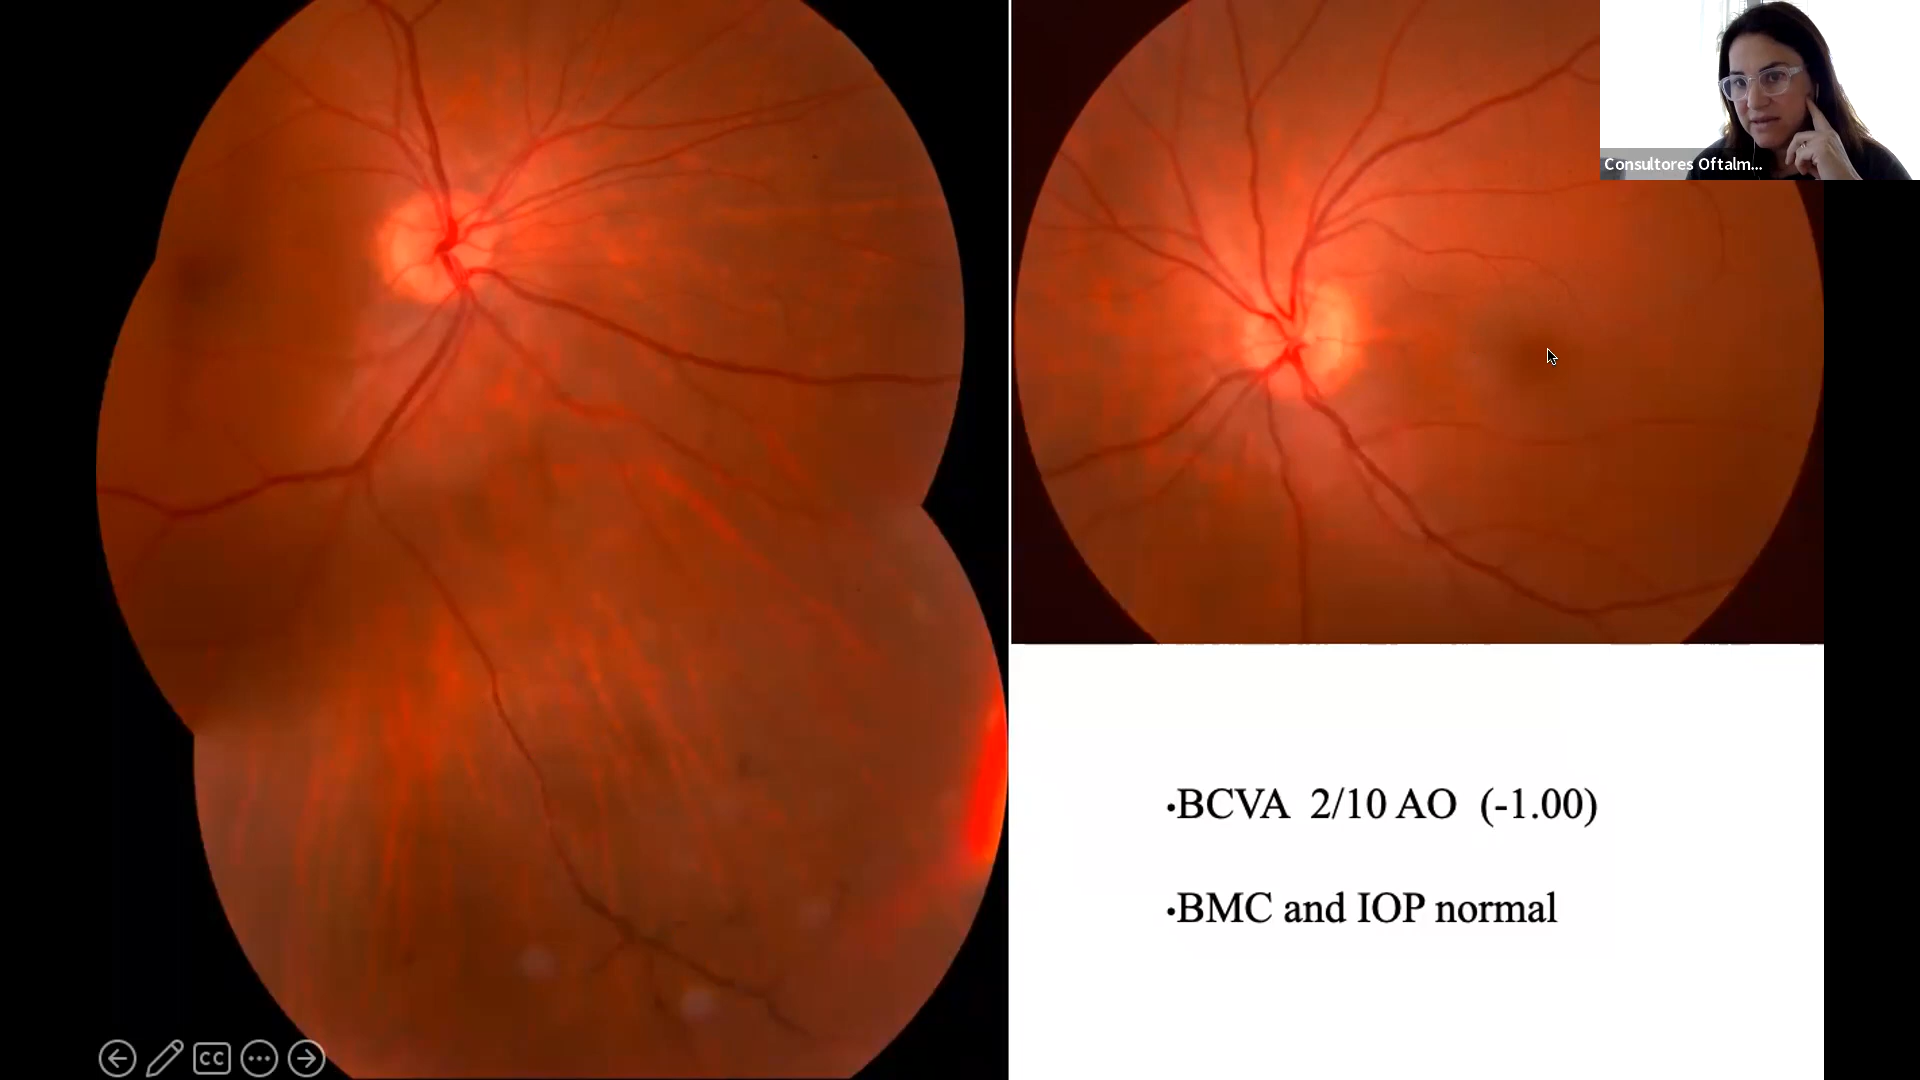 Consultores Oftalm...
•BCVA 2/10 AO (-1.00)
•BMC and IOP normal
CC